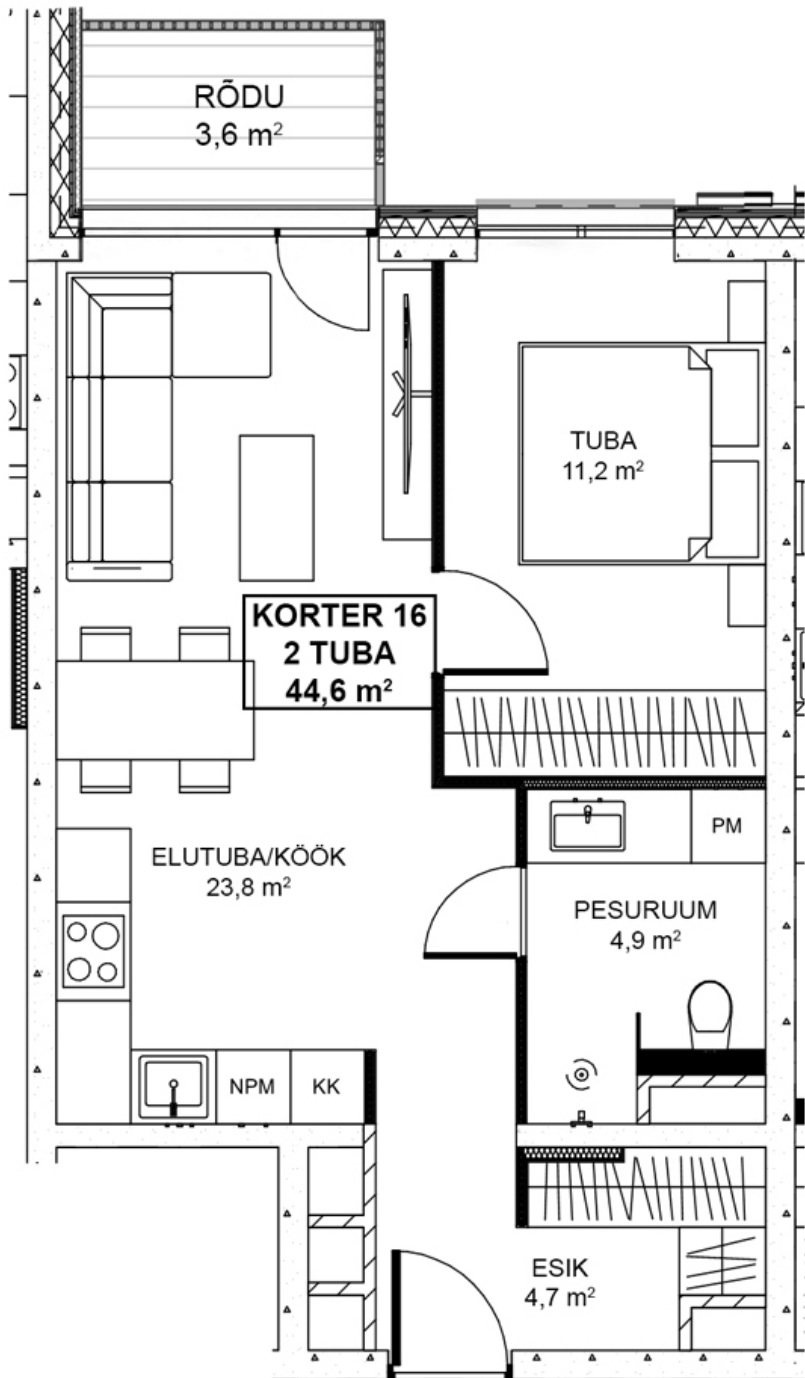 RÕDU
3,6 m²
TUBA
11,2 m²
KORTER 16
2 TUBA
44,6 m²
ELUTUBA/KÖÖK
23,8 m²
PM
PESURUUM
4,9 m²
NPM
KK
ESIK
4,7 m²